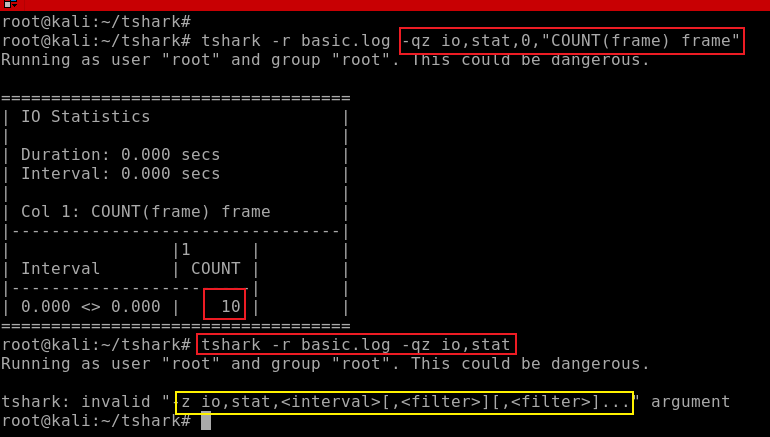 root@kali:~/tshark#
root@kali:~/tshark# tshark -r basic.log -qz io,stat,0,"COUNT(frame) frame"
Running as user "root" and group "root". This could be dangerous.
===================================
| IO Statistics                   |
|                                 |
| Duration: 0.000 secs            |
| Interval: 0.000 secs            |
|                                 |
| Col 1: COUNT(frame) frame       |
|---------------------------------|
|                |1      |        |
| Interval       | COUNT |        |
|------------------------|        |
| 0.000 <> 0.000 |    10 |        |
===================================
root@kali:~/tshark# tshark -r basic.log -qz io,stat
Running as user "root" and group "root". This could be dangerous.
tshark: invalid "-z io,stat,<interval>[,<filter>][,<filter>]..." argument
root@kali:~/tshark#